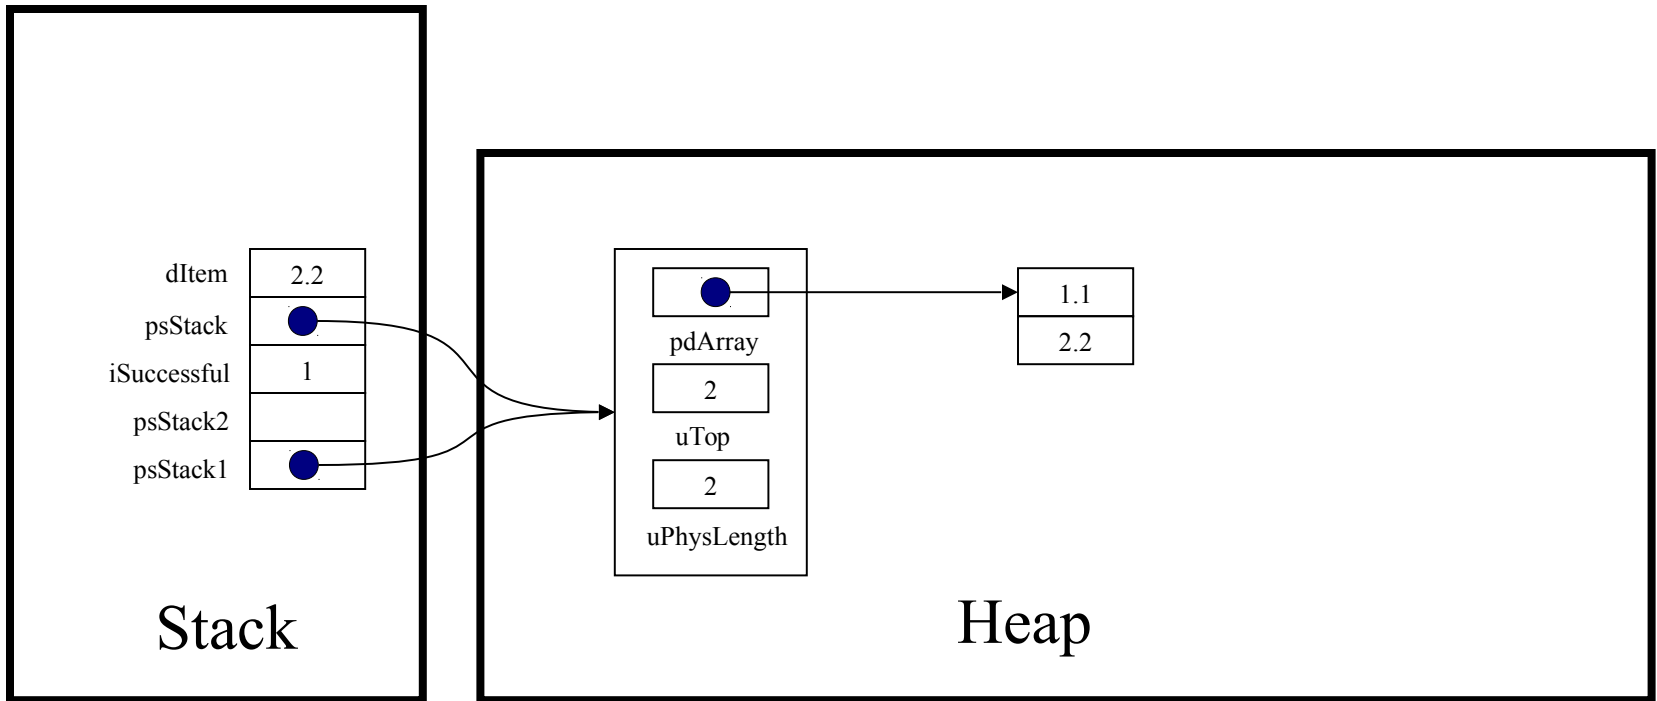 dItem 2.2
psStack
iSuccessful 1
psStack2
psStack1
pdArray
2
uTop
2
uPhysLength
1.1
2.2
Stack
Heap